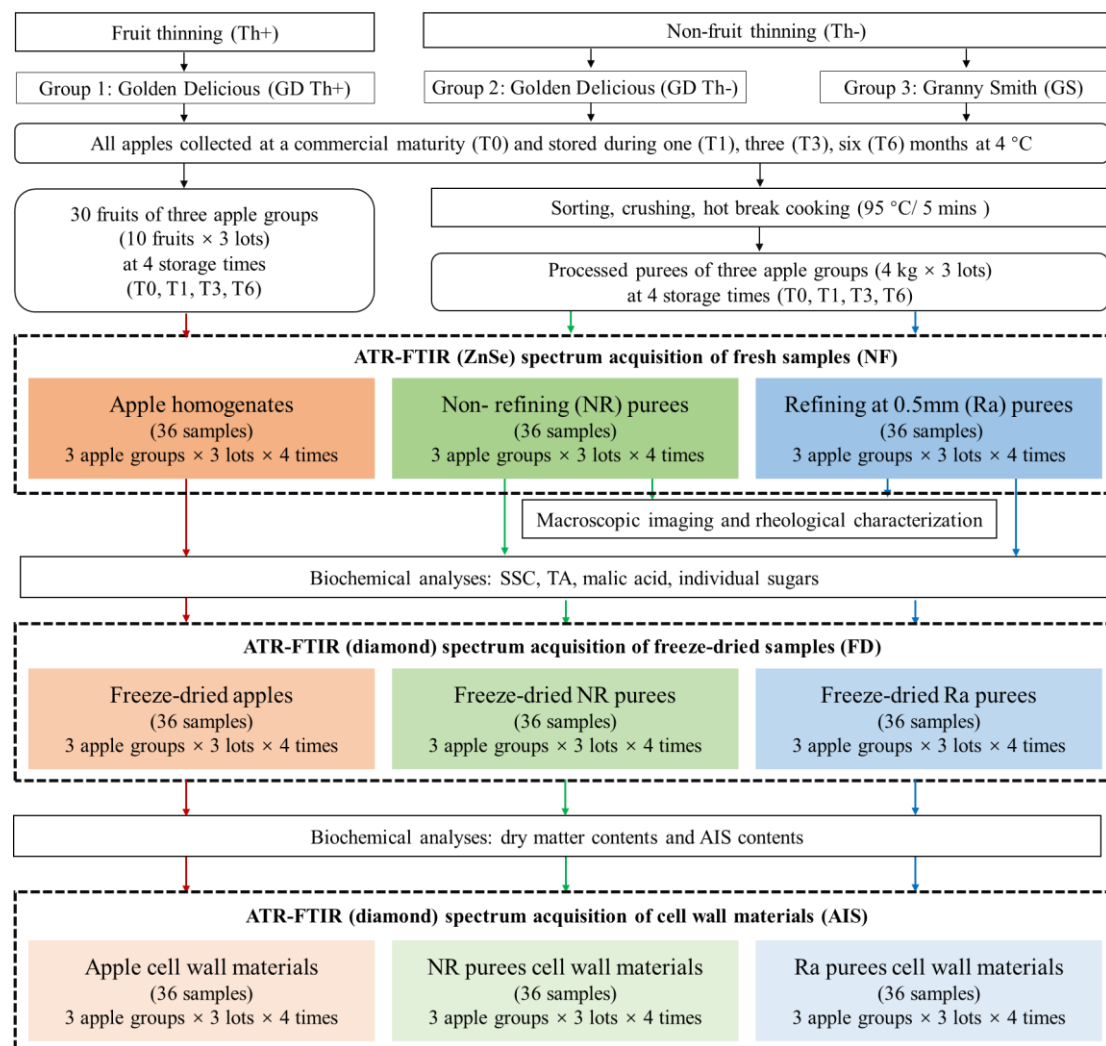 Fruit thinning (Th+)
Non-fruit thinning (Th-)
Group 1: Golden Delicious (GD Th+)
Group 2: Golden Delicious (GD Th-)
Group 3: Granny Smith (GS)
All apples collected at a commercial maturity (T0) and stored during one (T1), three (T3), six (T6) months at 4 °C
30 fruits of three apple groups
(10 fruits × 3 lots)
at 4 storage times
(T0, T1, T3, T6)
Sorting, crushing, hot break cooking (95 °C/ 5 mins )
Processed purees of three apple groups (4 kg × 3 lots)
at 4 storage times (T0, T1, T3, T6)
ATR-FTIR (ZnSe) spectrum acquisition of fresh samples (NF)
Apple homogenates
(36 samples)
3 apple groups × 3 lots × 4 times
Non- refining (NR) purees
(36 samples)
3 apple groups × 3 lots × 4 times
Refining at 0.5mm (Ra) purees
(36 samples)
3 apple groups × 3 lots × 4 times
Macroscopic imaging and rheological characterization
Biochemical analyses: SSC, TA, malic acid, individual sugars
ATR-FTIR (diamond) spectrum acquisition of freeze-dried samples (FD)
Freeze-dried apples
(36 samples)
3 apple groups × 3 lots × 4 times
Freeze-dried NR purees
(36 samples)
3 apple groups × 3 lots × 4 times
Freeze-dried Ra purees
(36 samples)
3 apple groups × 3 lots × 4 times
Biochemical analyses: dry matter contents and AIS contents
ATR-FTIR (diamond) spectrum acquisition of cell wall materials (AIS)
Apple cell wall materials
(36 samples)
3 apple groups × 3 lots × 4 times
NR purees cell wall materials
(36 samples)
3 apple groups × 3 lots × 4 times
Ra purees cell wall materials
(36 samples)
3 apple groups × 3 lots × 4 times